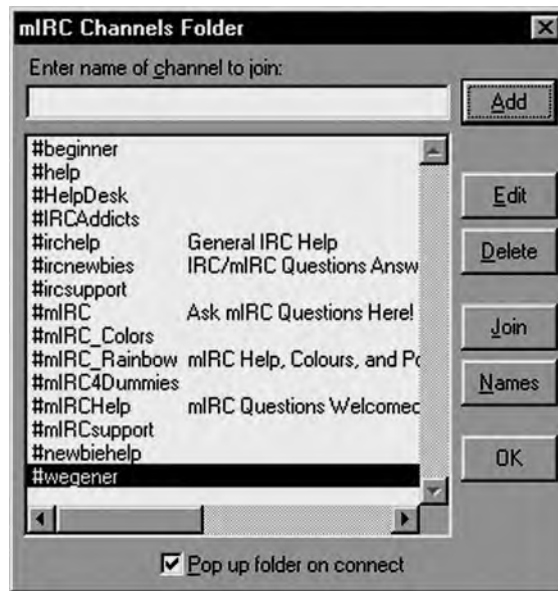 mIRC Channels Folder
Enter name of channel to join:
Add
#beginner
#help
#HelpDesk
#IRCAddicts
#irchelp General IRC Help
#ircnewbies IRC/mIRC Questions Answ
#ircsupport
#mIRC Ask mIRC Questions Here!
#mIRC_Colors
#mIRC_Rainbow mIRC Help, Colours, and Po
#mIRC4Dummies
#mIRCHelp mIRC Questions Welcomed
#mIRCsupport
#newbiehelp
#wegener
Edit
Delete
Join
Names
OK
Pop up folder on connect